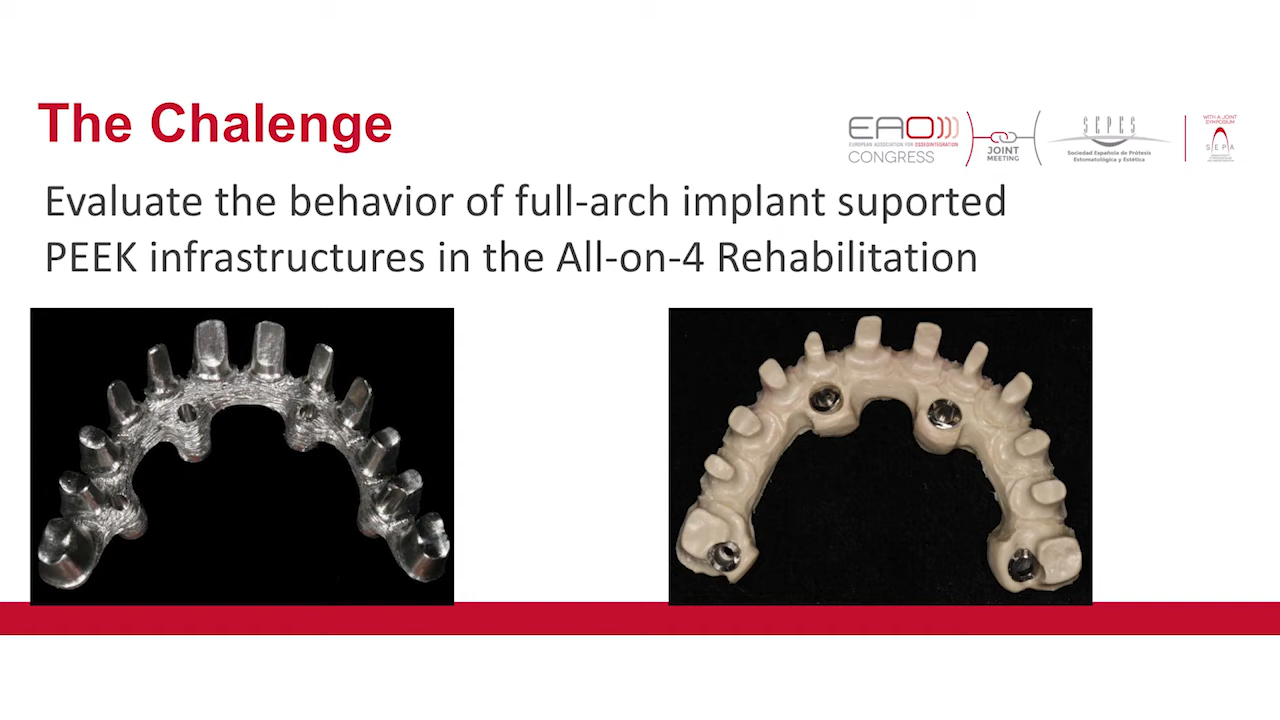 The Chalenge
EAO
EUROPEAN ASSOCIATION FOR OSSEOINTEGRATION
CONGRESS
JOINT
MEETING
SEPES
Sociedad Española de Prótesis
Estomatológica y Estética
WITH A JOINT
SYMPOSIUM
SEPA
Evaluate the behavior of full-arch implant suported
PEEK infrastructures in the All-on-4 Rehabilitation